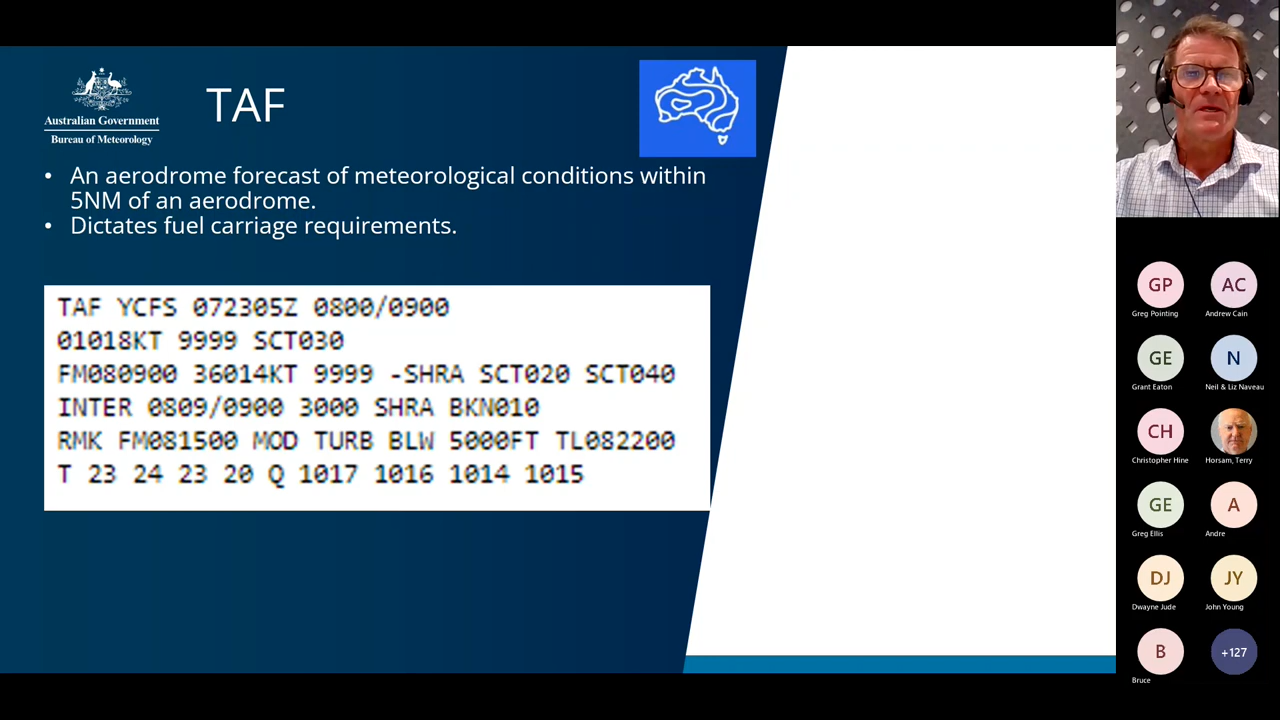 Australian Government
Bureau of Meteorology
TAF
• An aerodrome forecast of meteorological conditions within
5NM of an aerodrome.
• Dictates fuel carriage requirements.
TAF YCFS 072305Z 0800/0900
01018KT 9999 SCT030
FM080900 36014KT 9999 -SHRA SCT020 SCT040
INTER 0809/0900 3000 SHRA BKN010
RMK FM081500 MOD TURB BLW 5000FT TL082200
T 23 24 23 20 Q 1017 1016 1014 1015
GP AC
Greg Pointing Andrew Cain
GE N
Grant Eaton Neil & Liz Naveau
CH
Christopher Hine Horsam, Terry
GE A
Greg Ellis Andre
DJ JY
Dwayne Jude John Young
B +127
Bruce